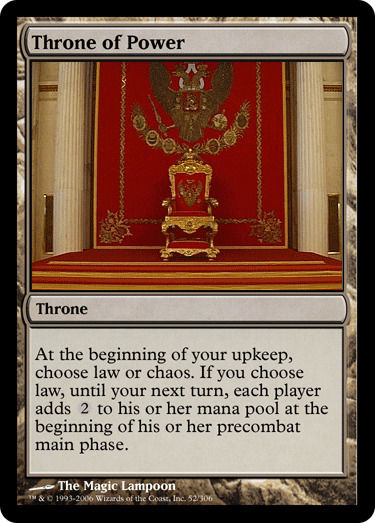 Throne of Power
Throne
At the beginning of your upkeep,
choose law or chaos. If you choose
law, until your next turn, each player
adds 2 to his or her mana pool at the
beginning of his or her precombat
main phase.
The Magic Lampoon
™ & © 1993-2006 Wizards of the Coast, Inc. 52/306